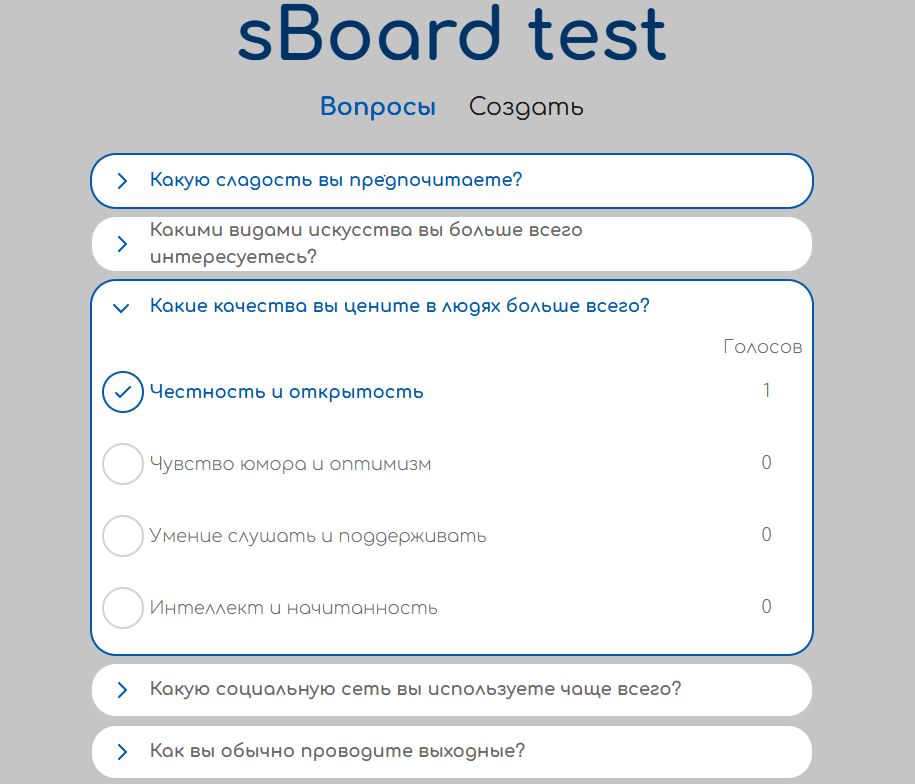 sBoard test
Вопросы Создать
Какую сладость вы предпочитаете?
Какими видами искусства вы больше всего
интересуетесь?
Какие качества вы цените в людях больше всего?
Голосов
Честность и открытость 1
Чувство юмора и оптимизм 0
Умение слушать и поддерживать 0
Интеллект и начитанность 0
Какую социальную сеть вы используете чаще всего?
Как вы обычно проводите выходные?